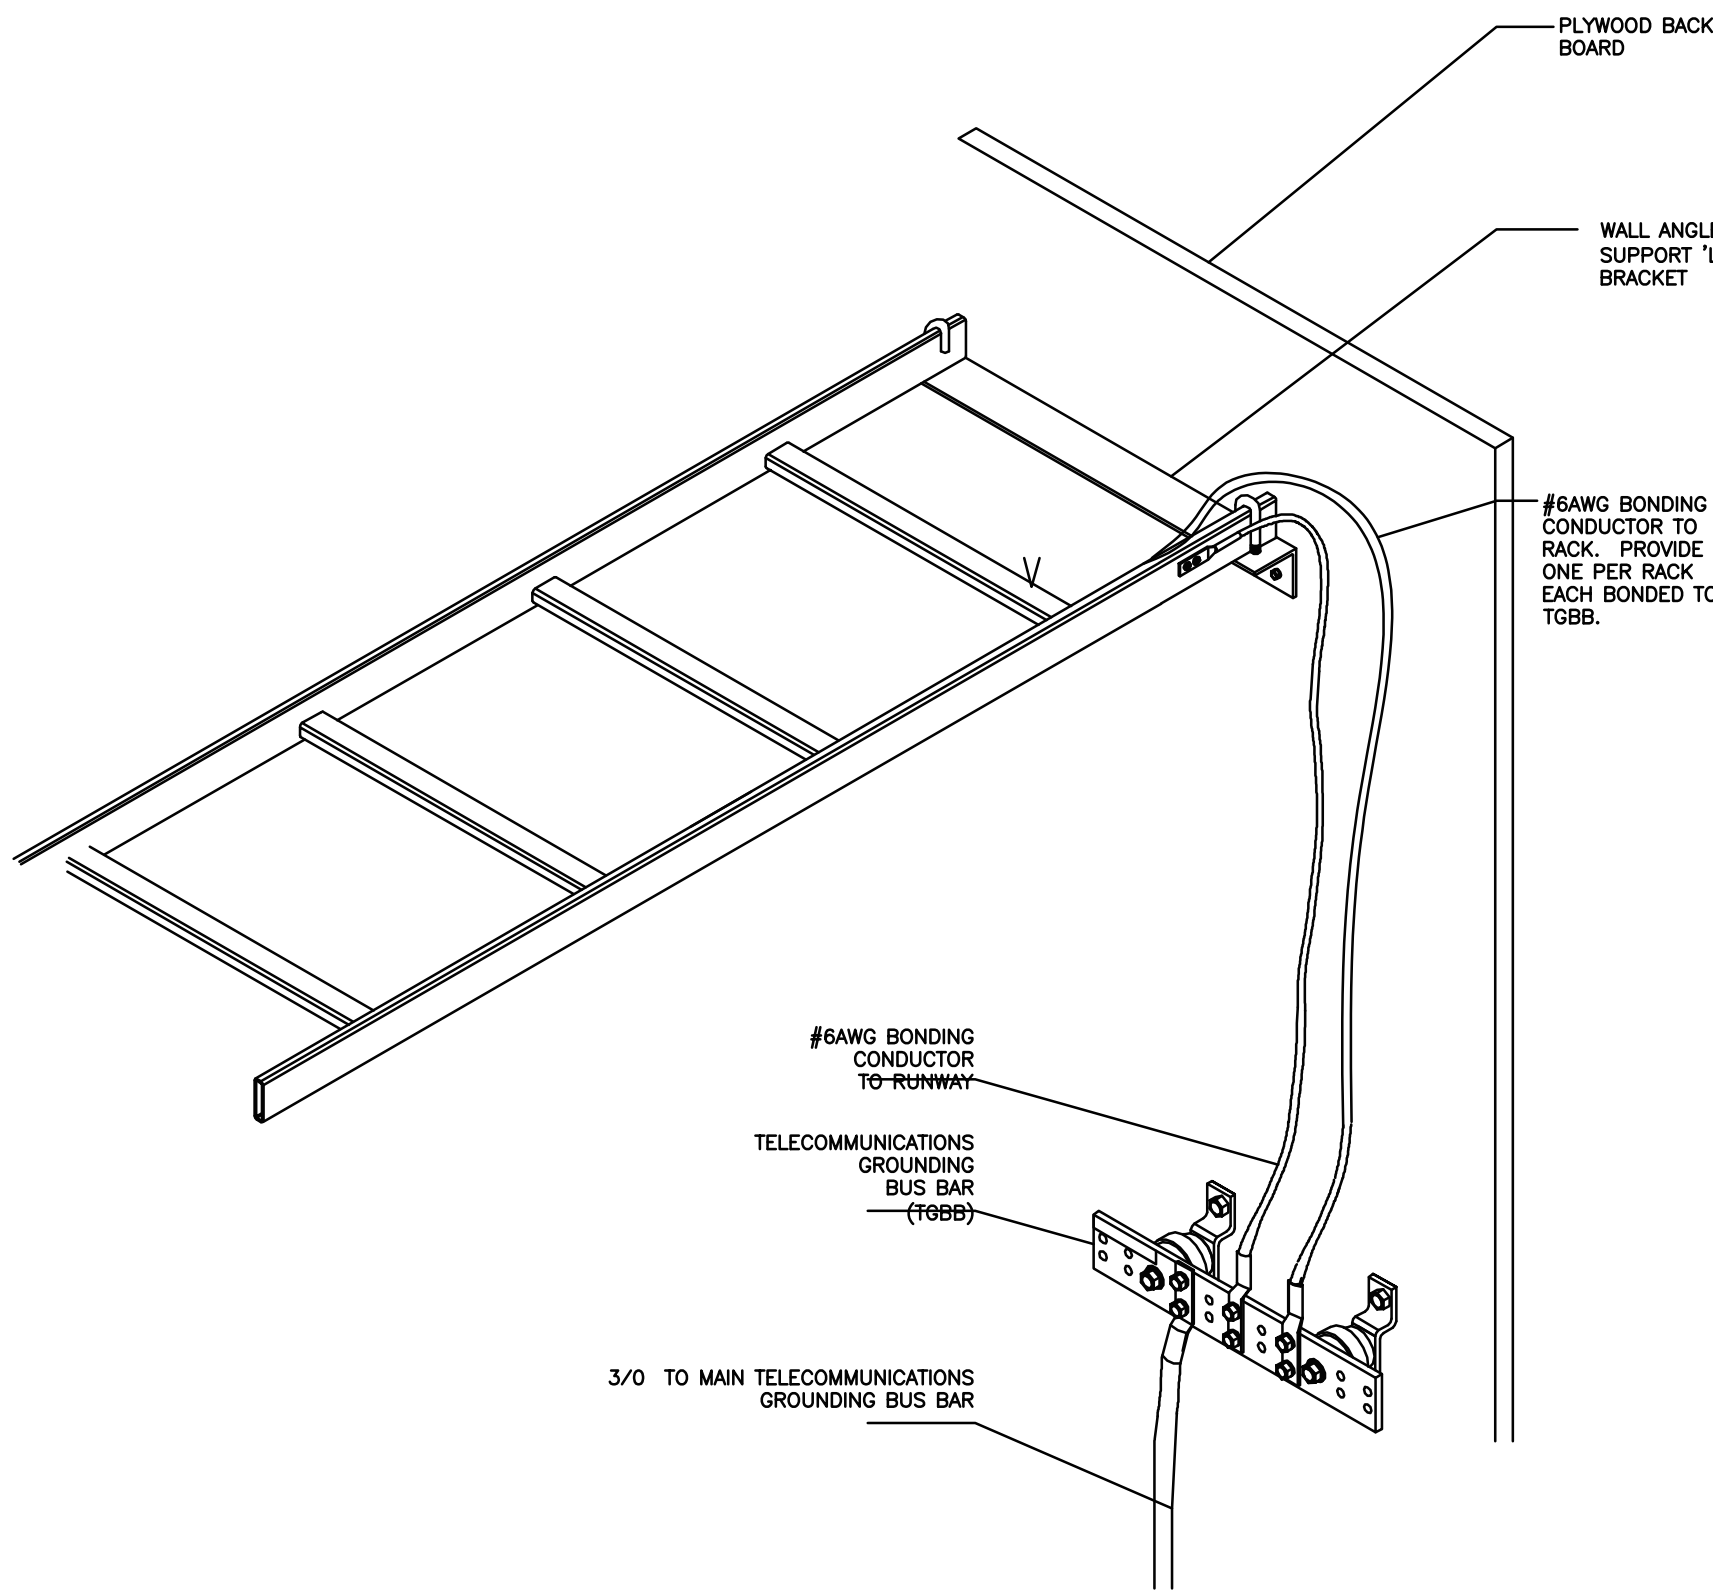 PLYWOOD BACK
BOARD
WALL ANGLE
SUPPORT 'L
BRACKET
#6AWG BONDING
CONDUCTOR TO
RACK. PROVIDE
ONE PER RACK
EACH BONDED TO
TGBB.
#6AWG BONDING
CONDUCTOR
TO RUNWAY
TELECOMMUNICATIONS
GROUNDING
BUS BAR
(TGBB)
3/0 TO MAIN TELECOMMUNICATIONS
GROUNDING BUS BAR